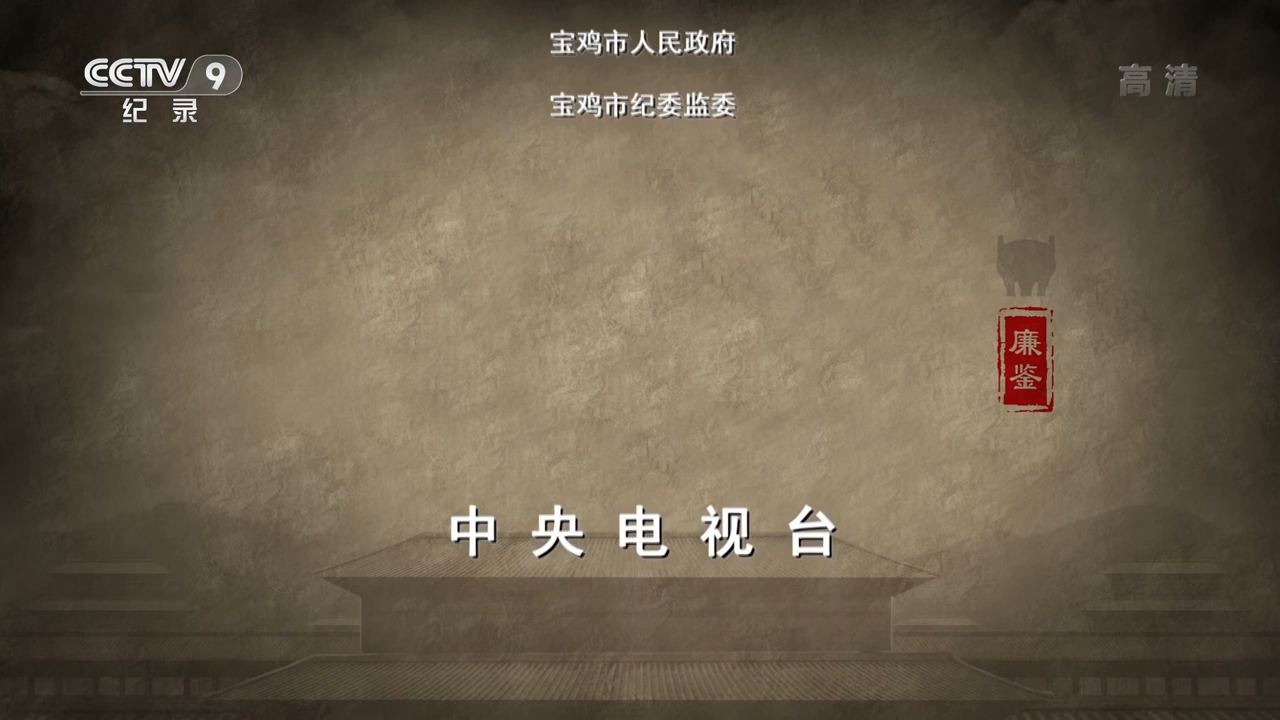 宝鸡市人民政府
CCTV 9
纪录
高清
宝鸡市纪委监委
廉鉴
中央电视台